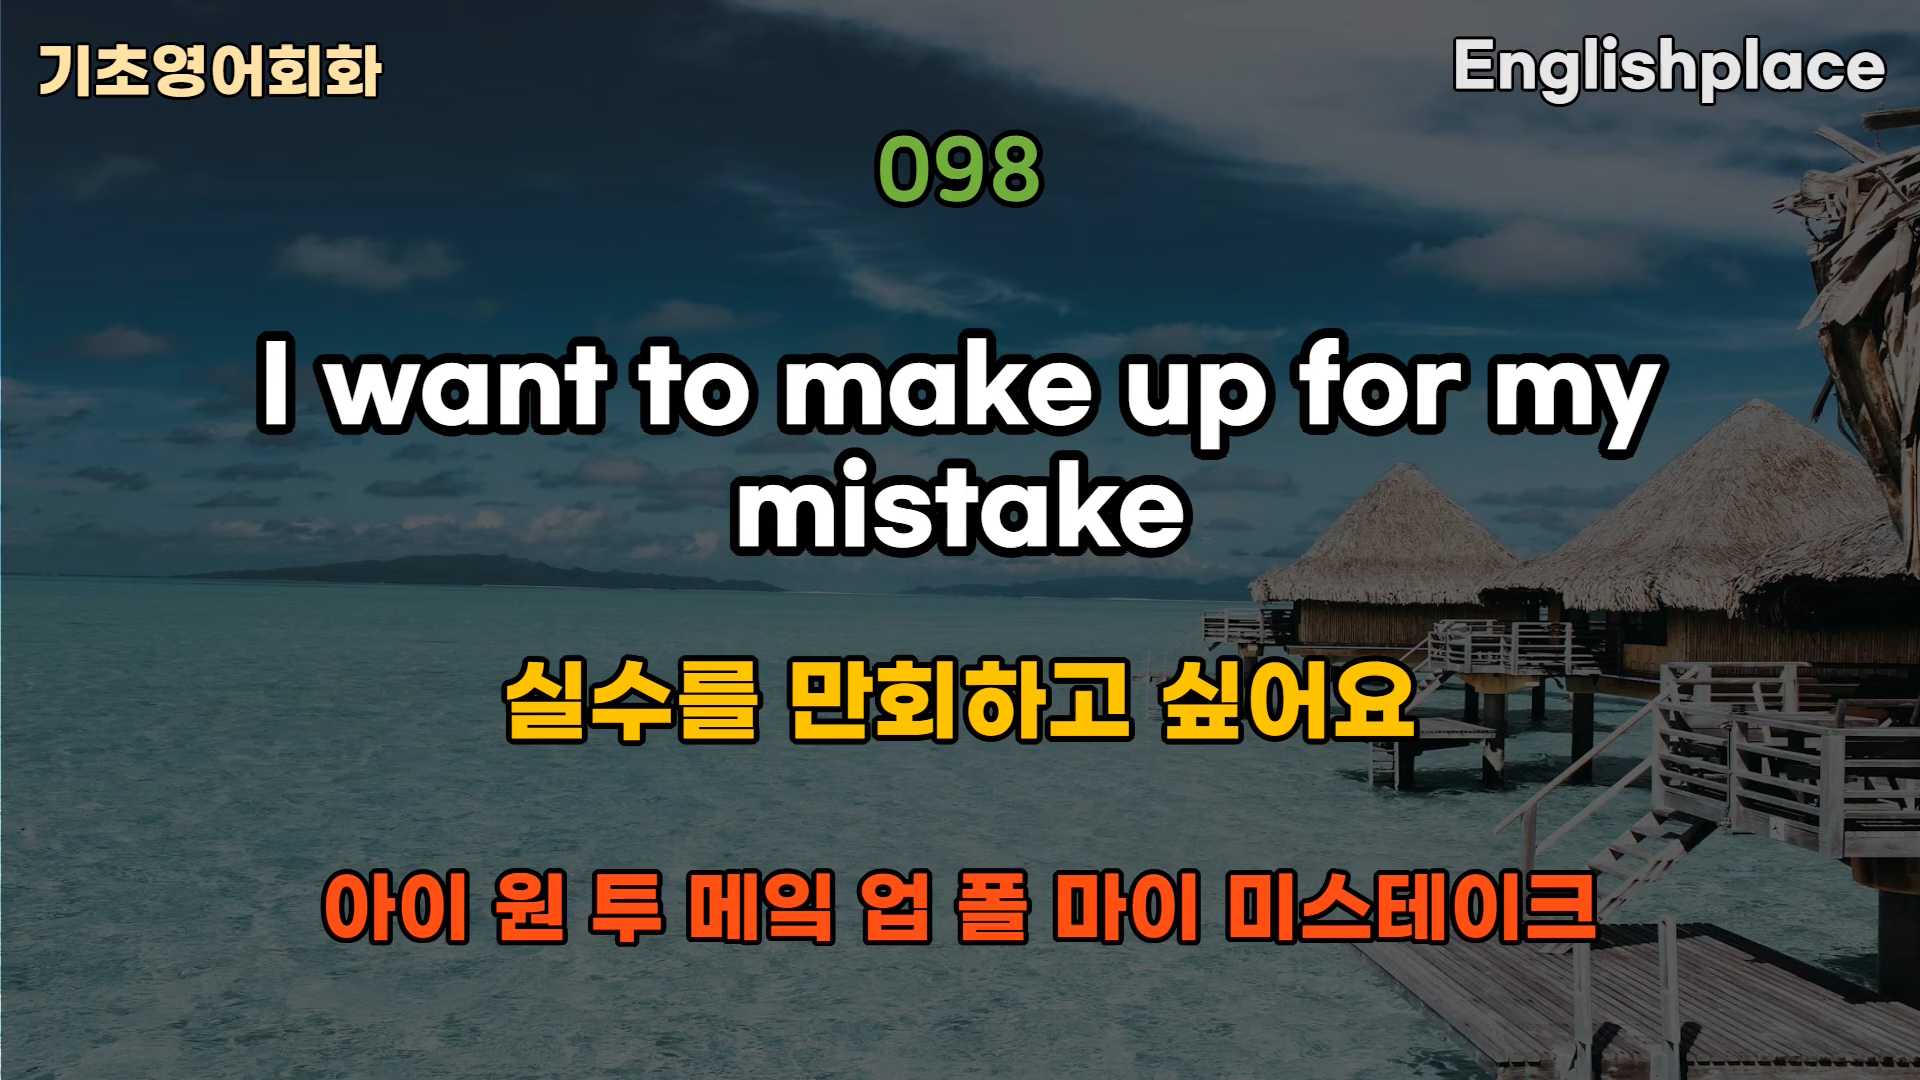 기초영어회화
Englishplace
098
I want to make up for my
mistake
실수를 만회하고 싶어요
아이 원 투 메잌 업 폴 마이 미스테이크